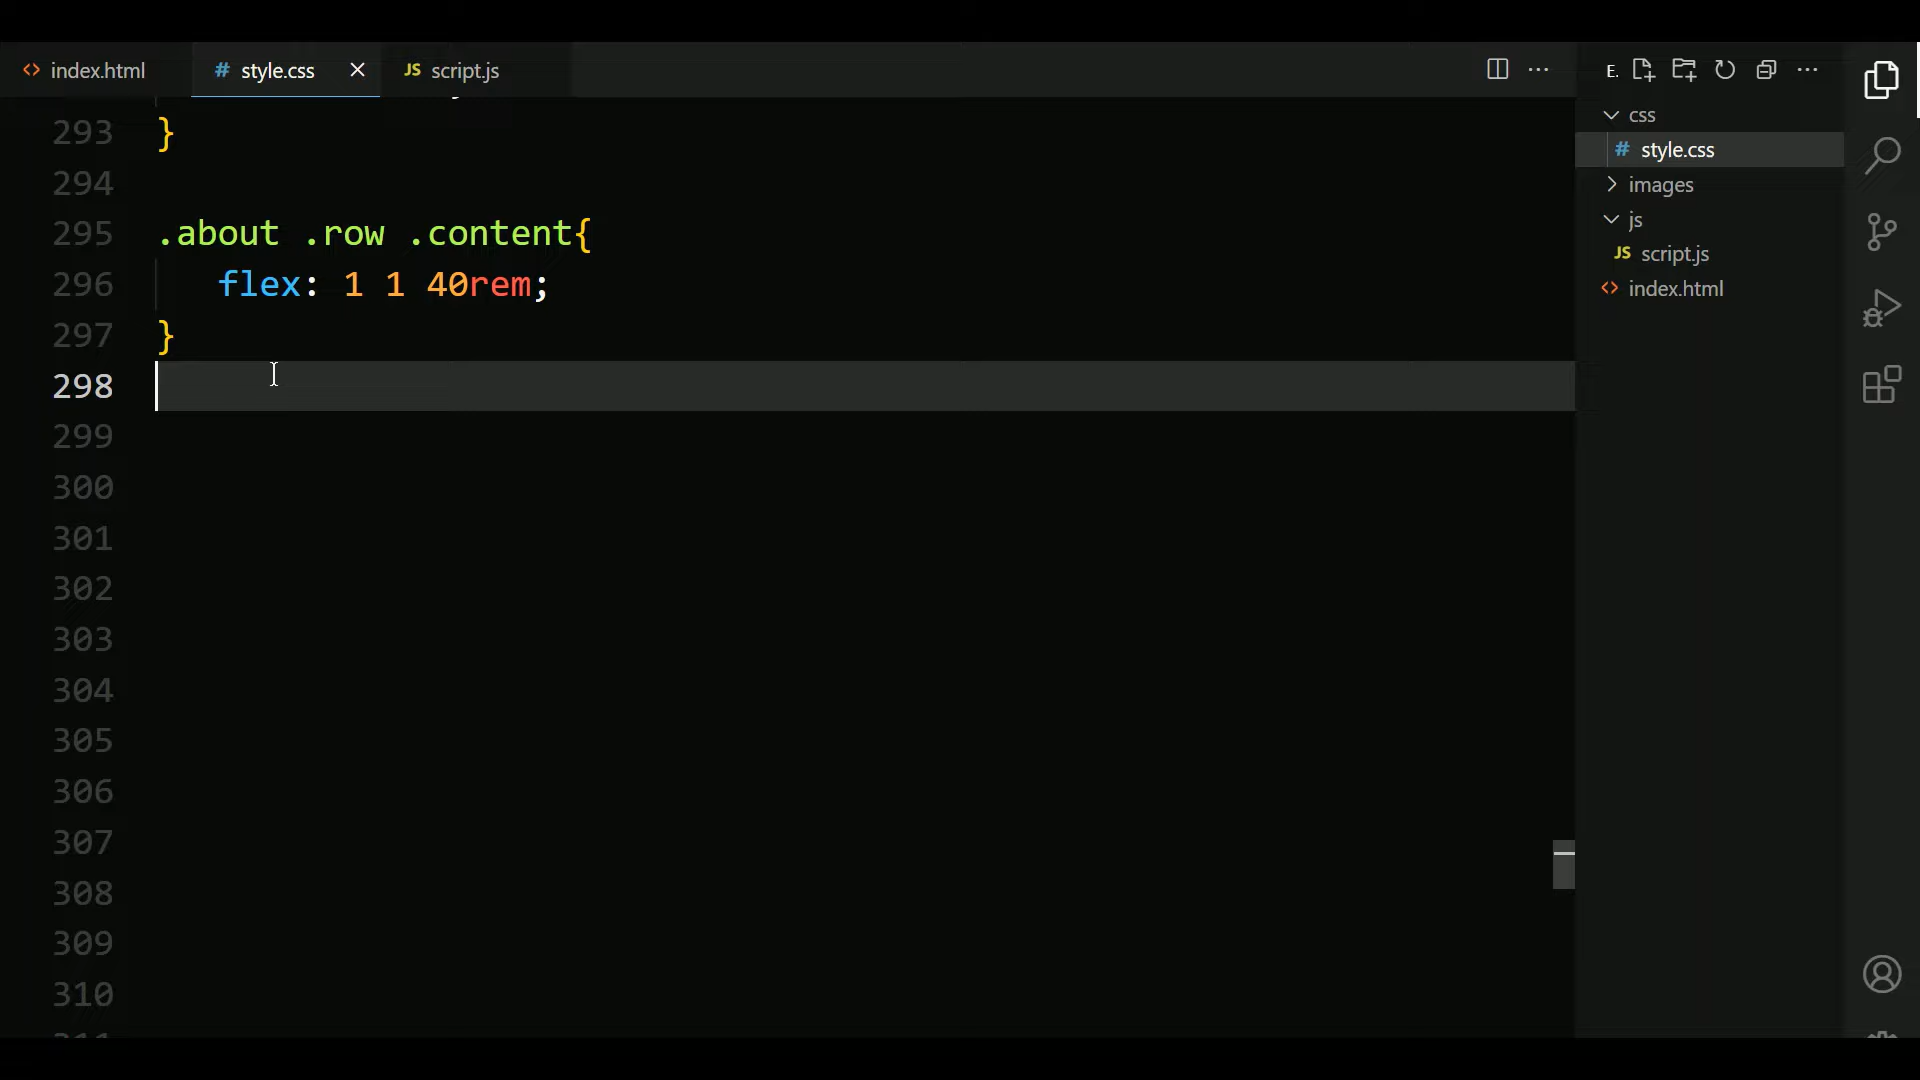 index.html
# style.css
JS script.js
E.
293 }
294
295 .about .row .content{
296 flex: 1 1 40rem;
297 }
298
299
300
301
302
303
304
305
306
307
308
309
310
css
# style.css
images
js
JS script.js
index.html